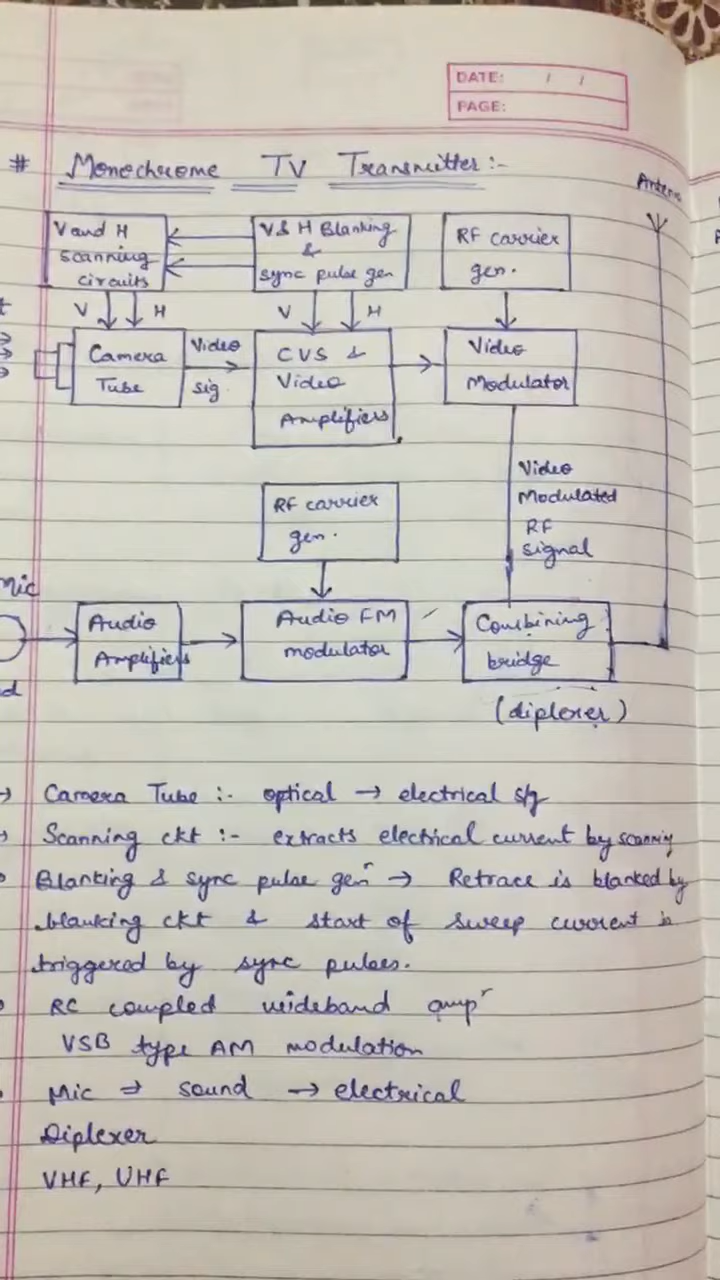 DATE: / /
PAGE:
# Monochrome TV Transmitter :-
Antenna
V and H
scanning
circuits
V & H Blanking
&
sync pulse gen
RF carrier
gen.
V H
V H
Camera
Tube
Video
sig.
CVS &
Video
Amplifiers
Video
Modulator
Video
Modulated
RF
signal
RF carrier
gen.
Mic
Audio
Amplifiers
Audio FM
modulator
Combining
bridge
(diplexer)
→ Camera Tube :- optical → electrical s/g
→ Scanning ckt :- extracts electrical current by scanning
Blanking & sync pulse genʳ → Retrace is blanked by
blanking ckt & start of sweep current is
triggered by sync pulses.
RC coupled wideband ampʳ
VSB type AM modulation
Mic ⇒ sound → electrical
Diplexer
VHF, UHF